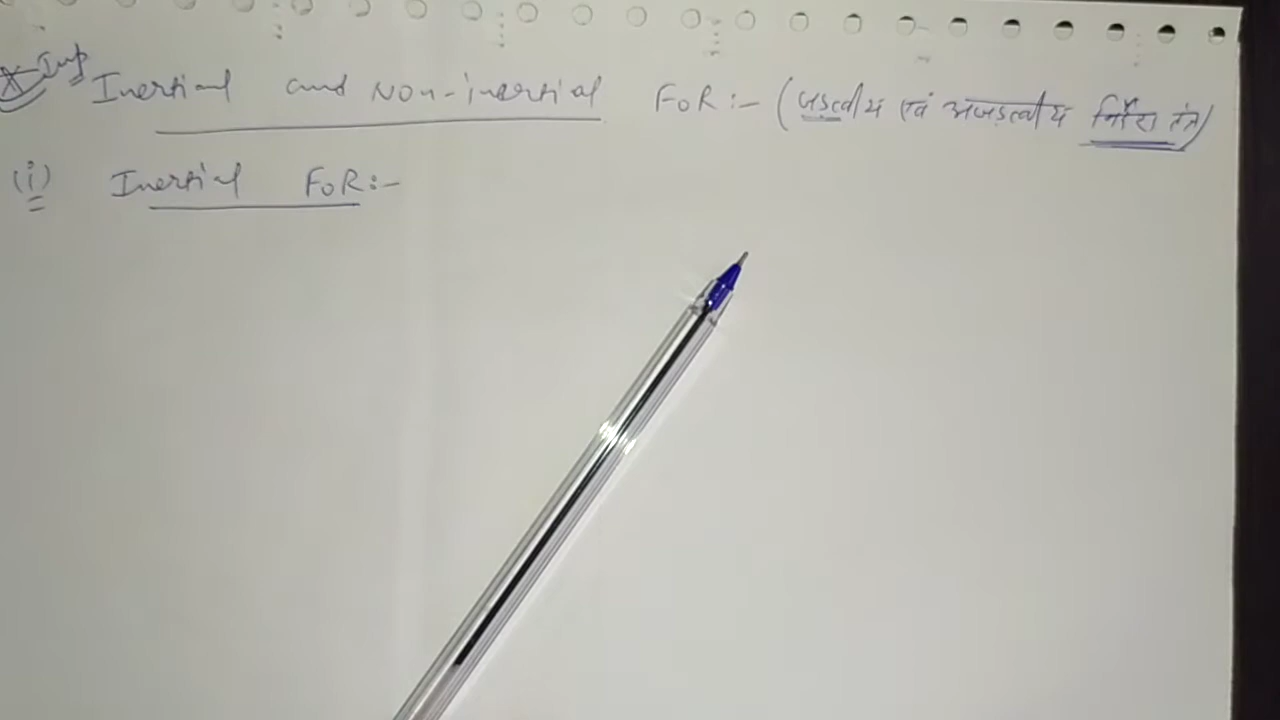 Imp Inertial and Non-inertial FoR:- (जड़त्वीय एवं अजड़त्वीय निर्देश तंत्र)
(i) Inertial FoR:-